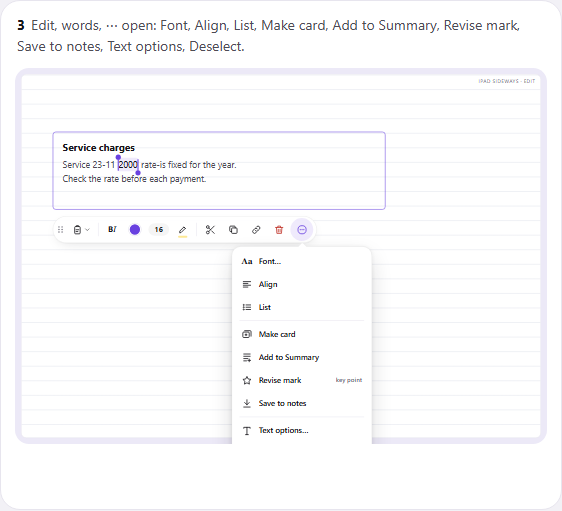 3 Edit, words, ··· open: Font, Align, List, Make card, Add to Summary, Revise mark,
Save to notes, Text options, Deselect.
IPAD SIDEWAYS · EDIT
Service charges
Service 23-11 2000 rate-is fixed for the year.
Check the rate before each payment.
BI 16
Aa Font...
Align
List
Make card
Add to Summary
Revise mark key point
Save to notes
Text options...